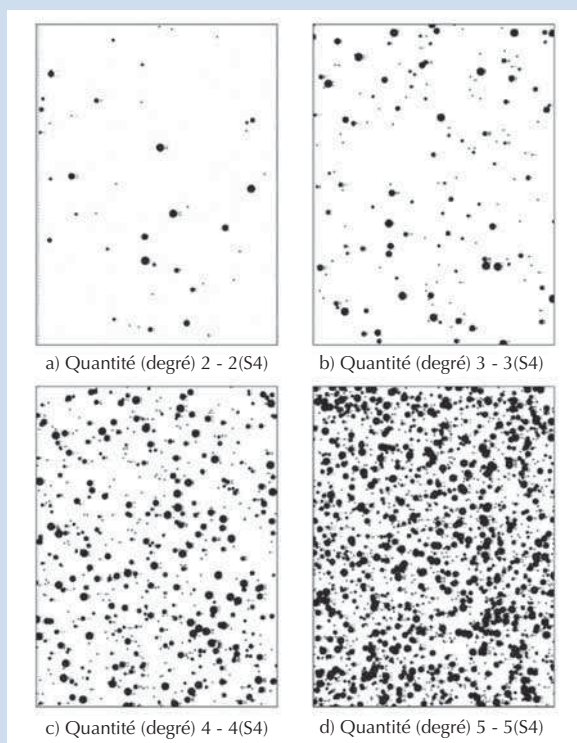 a) Quantité (degré) 2 - 2(S4)
b) Quantité (degré) 3 - 3(S4)
c) Quantité (degré) 4 - 4(S4)
d) Quantité (degré) 5 - 5(S4)